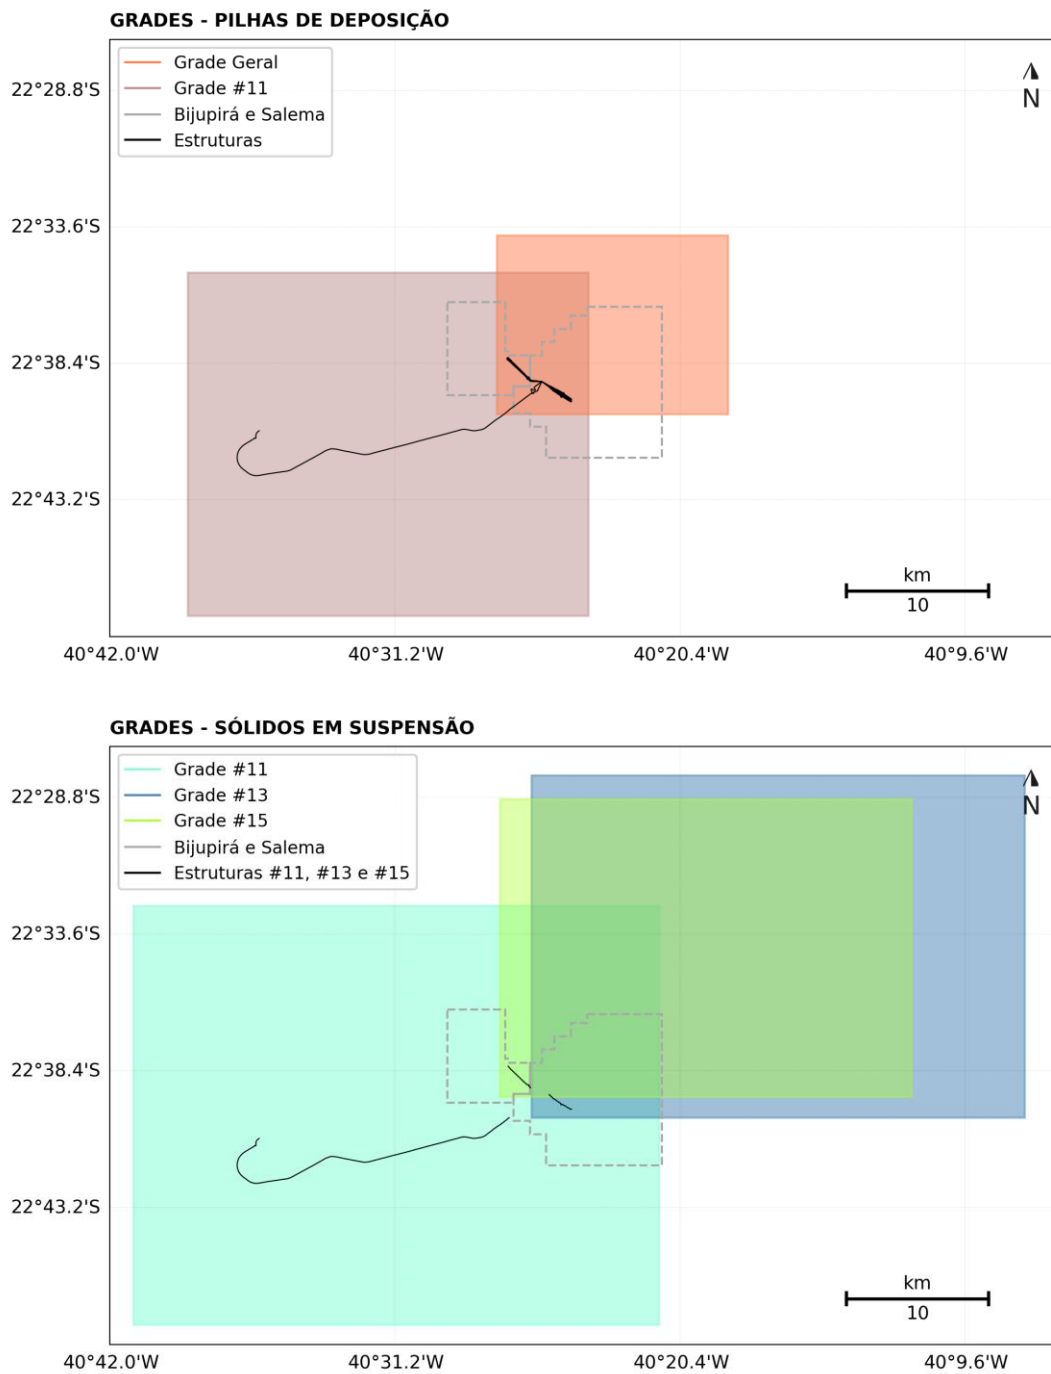 GRADES - PILHAS DE DEPOSIÇÃO
Grade Geral
Grade #11
Bijupirá e Salema
Estruturas
N
22°28.8'S
22°33.6'S
22°38.4'S
22°43.2'S
km
10
40°42.0'W
40°31.2'W
40°20.4'W
40°9.6'W
GRADES - SÓLIDOS EM SUSPENSÃO
Grade #11
Grade #13
Grade #15
Bijupirá e Salema
Estruturas #11, #13 e #15
N
22°28.8'S
22°33.6'S
22°38.4'S
22°43.2'S
km
10
40°42.0'W
40°31.2'W
40°20.4'W
40°9.6'W